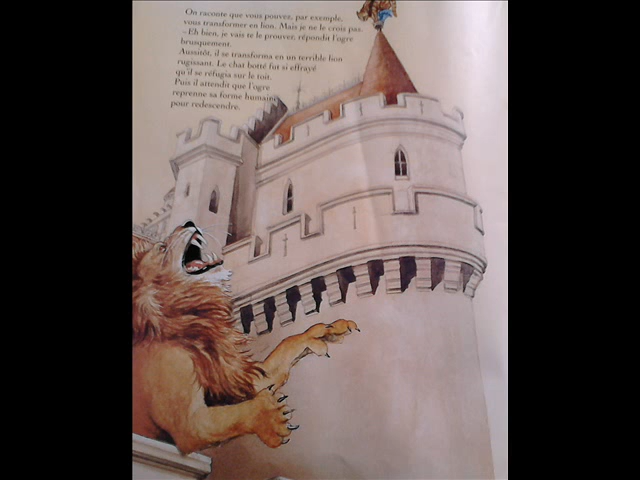 On raconte que vous pouvez, par exemple,
vous transformer en lion. Mais je ne le crois pas.
– Eh bien, je vais te le prouver, répondit l'ogre
brusquement.
Aussitôt, il se transforma en un terrible lion
rugissant. Le chat botté fut si effrayé
qu'il se réfugia sur le toit.
Puis il attendit que l'ogre
reprenne sa forme humaine
pour redescendre.